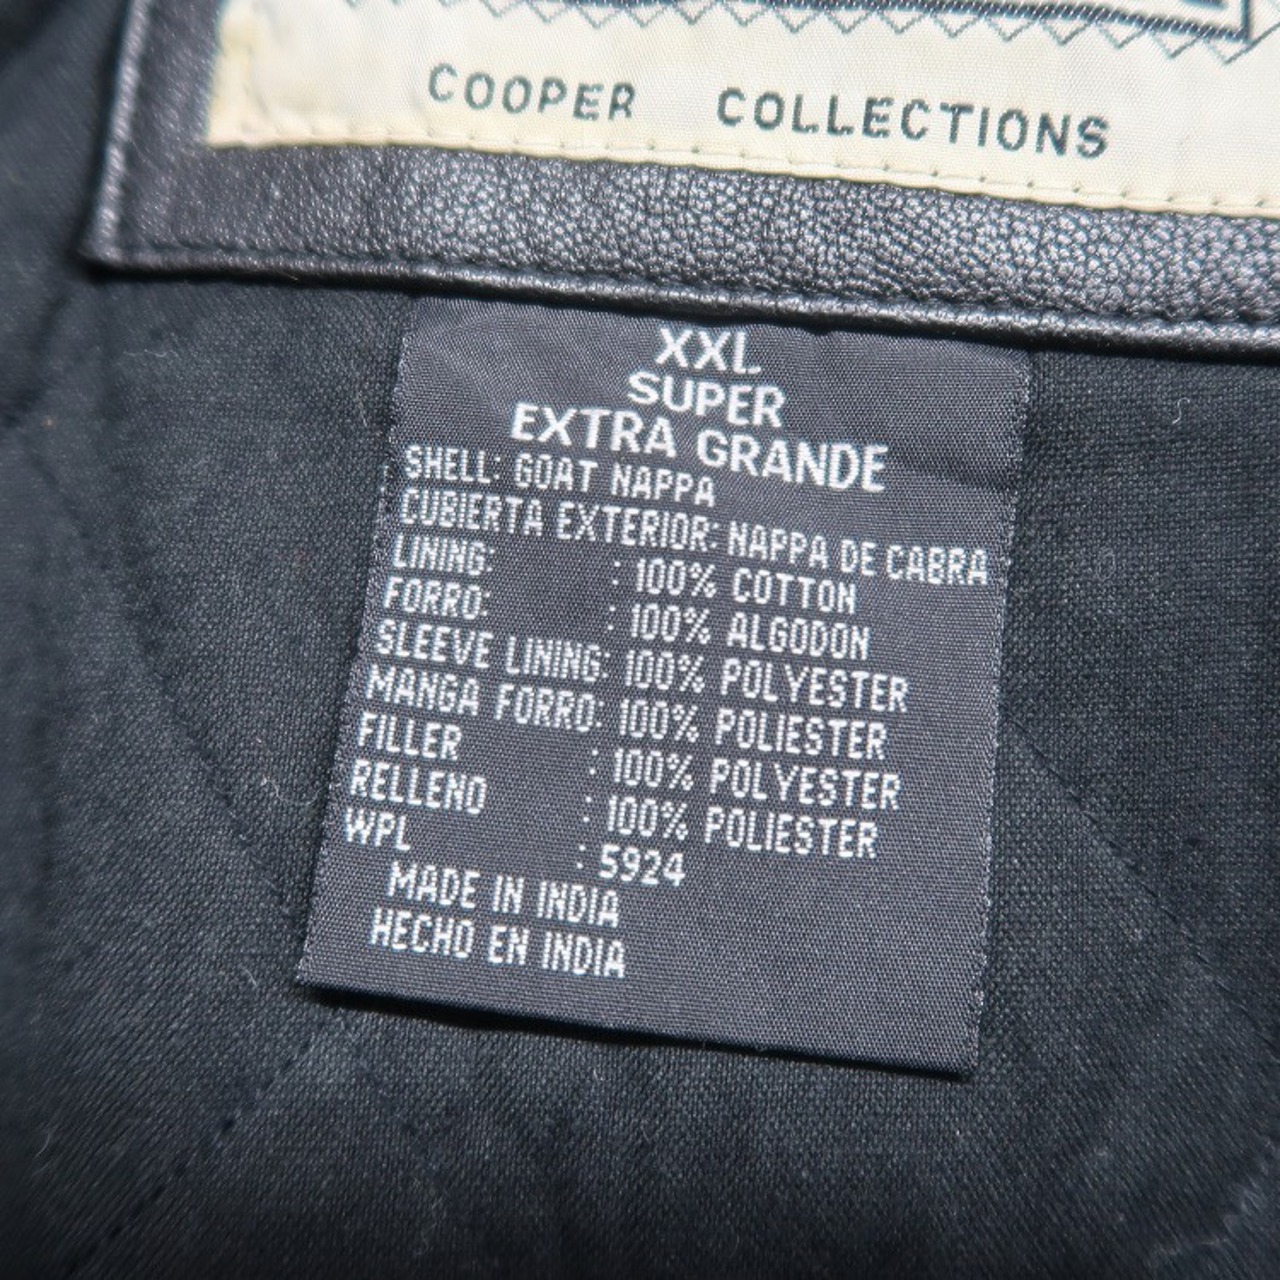 COOPER COLLECTIONS
XXL
SUPER
EXTRA GRANDE
SHELL: GOAT NAPPA
CUBIERTA EXTERIOR: NAPPA DE CABRA
LINING: : 100% COTTON
FORRO: : 100% ALGODON
SLEEVE LINING: 100% POLYESTER
MANGA FORRO: 100% POLIESTER
FILLER : 100% POLYESTER
RELLENO : 100% POLIESTER
WPL : 5924
MADE IN INDIA
HECHO EN INDIA